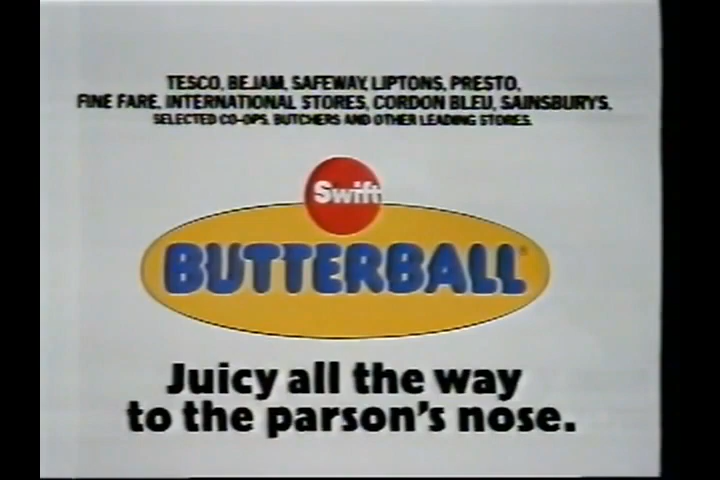 TESCO, BEJAM, SAFEWAY, LIPTONS, PRESTO,
FINE FARE, INTERNATIONAL STORES, CORDON BLEU, SAINSBURYS,
SELECTED CO-OPS, BUTCHERS AND OTHER LEADING STORES.
Swift
BUTTERBALL®
Juicy all the way
to the parson's nose.